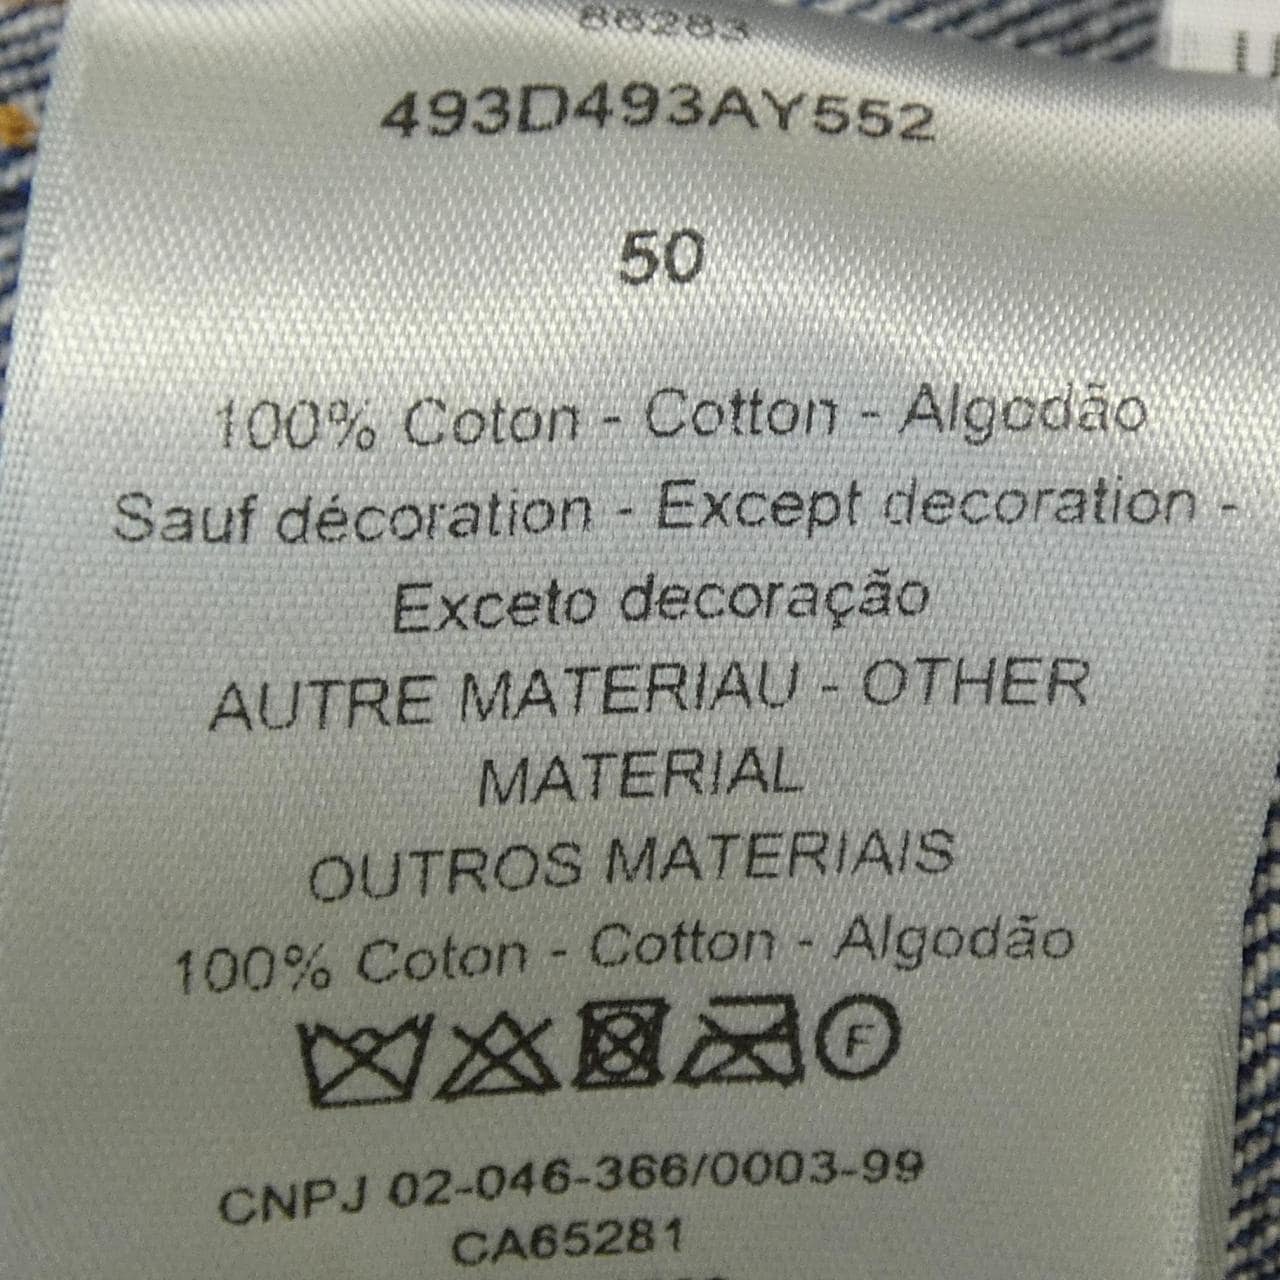 86283
493D493AY552
50
100% Coton - Cotton - Algodão
Sauf décoration - Except decoration -
Exceto decoração
AUTRE MATERIAU - OTHER
MATERIAL
OUTROS MATERIAIS
100% Coton - Cotton - Algodão
F
CNPJ 02-046-366/0003-99
CA65281